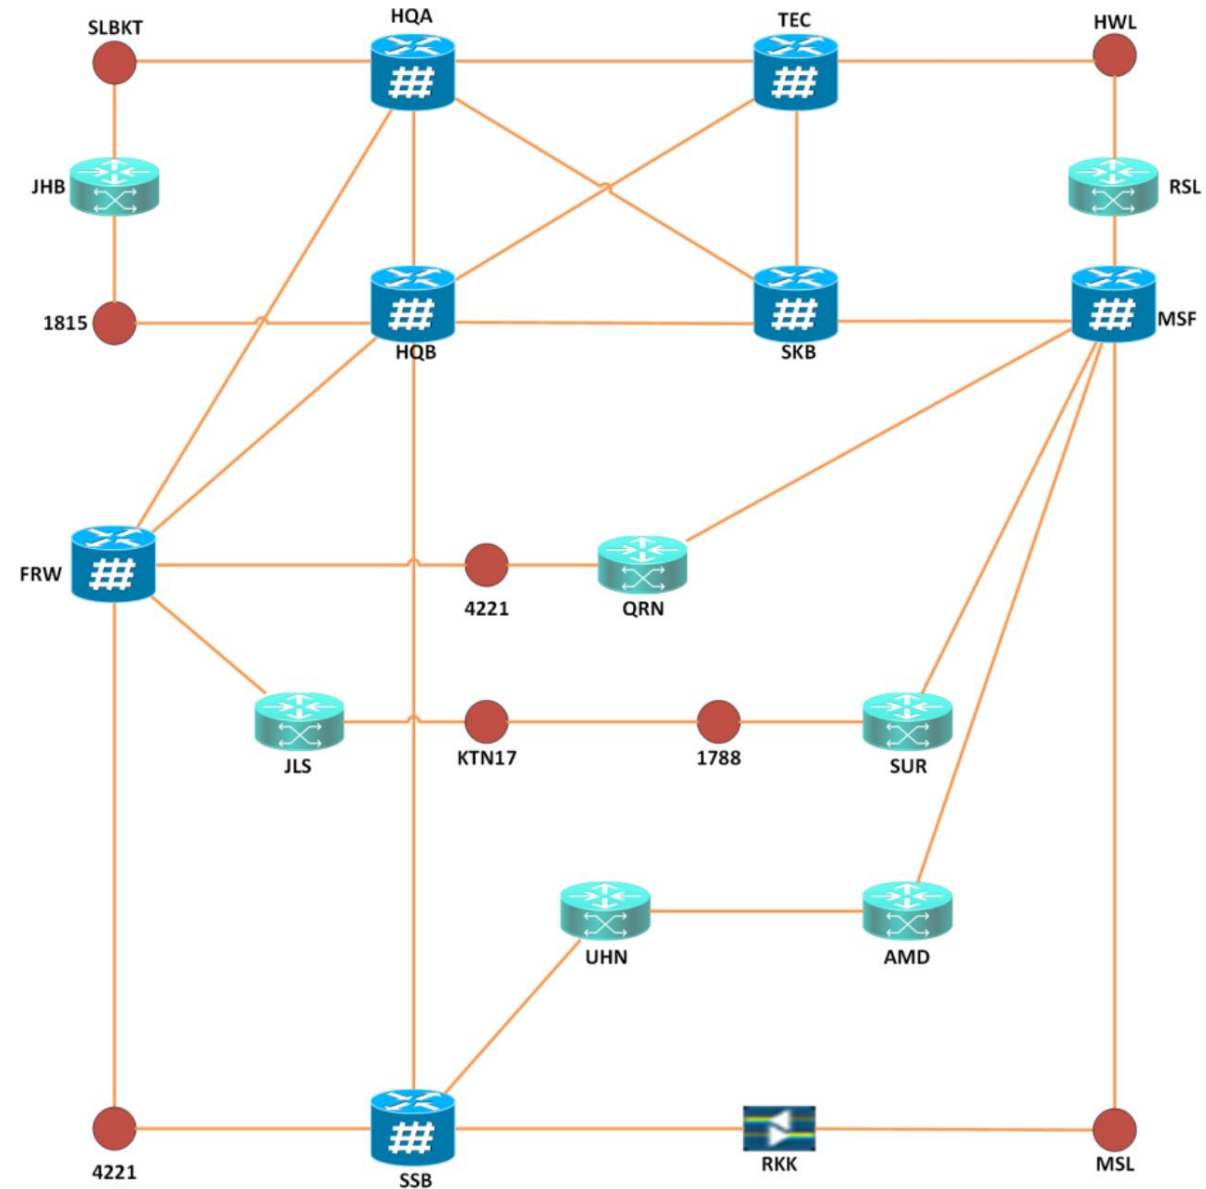 HQA
TEC
HWL
SLBKT
JHB
RSL
1815
MSF
HQB
SKB
FRW
4221
QRN
KTN17
1788
JLS
SUR
UHN
AMD
4221
RKK
MSL
SSB